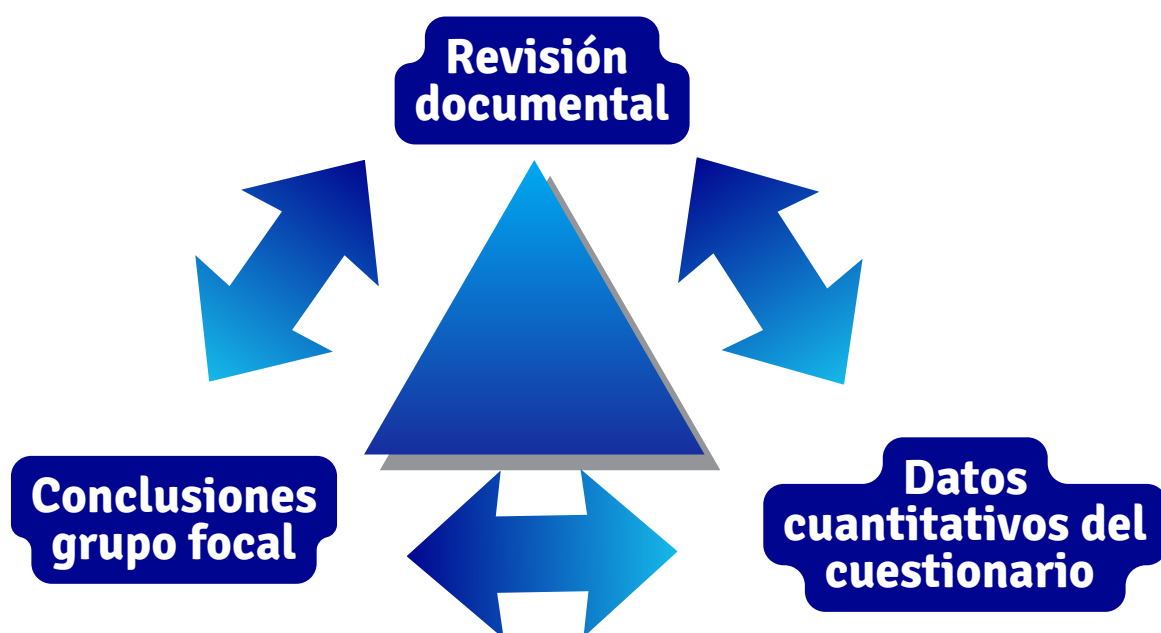 Revisión
documental
Conclusiones
grupo focal
Datos
cuantitativos del
cuestionario